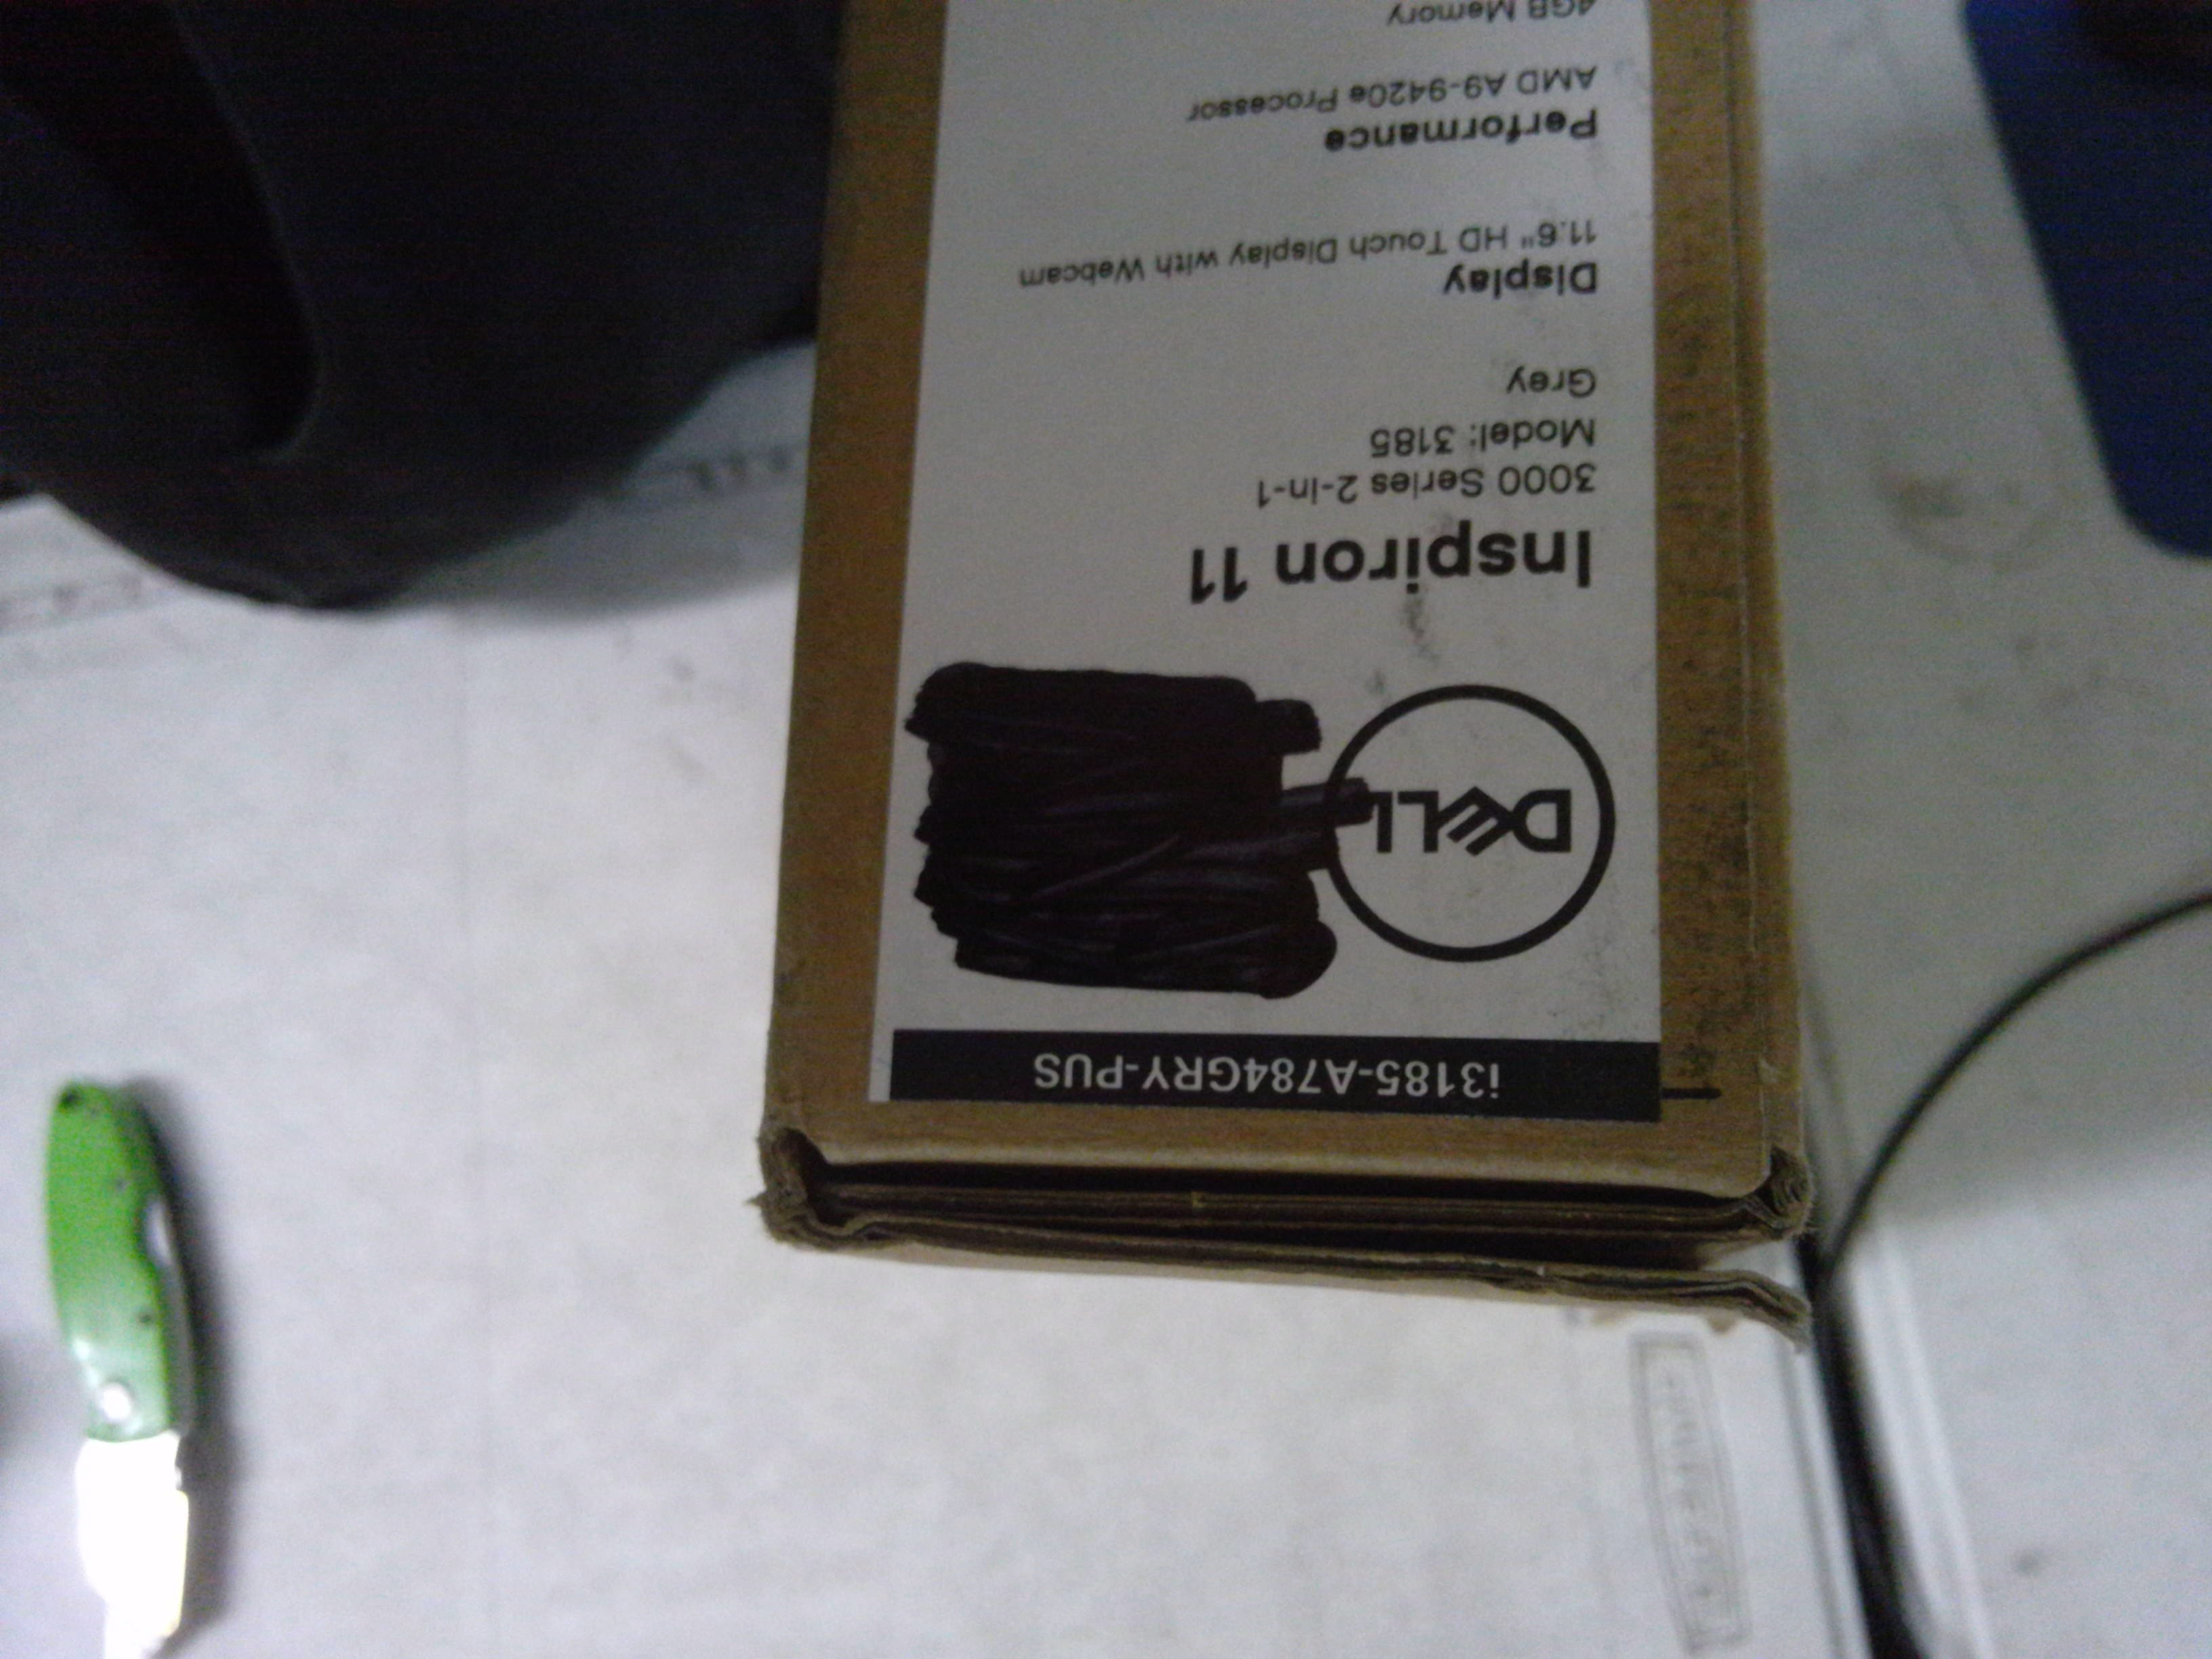 i3185-A784GRY-PUS
DELL
Inspiron 11
3000 Series 2-in-1
Model: 3185
Grey
Display
11.6" HD Touch Display with Webcam
Performance
AMD A9-9420e Processor
4GB Memory